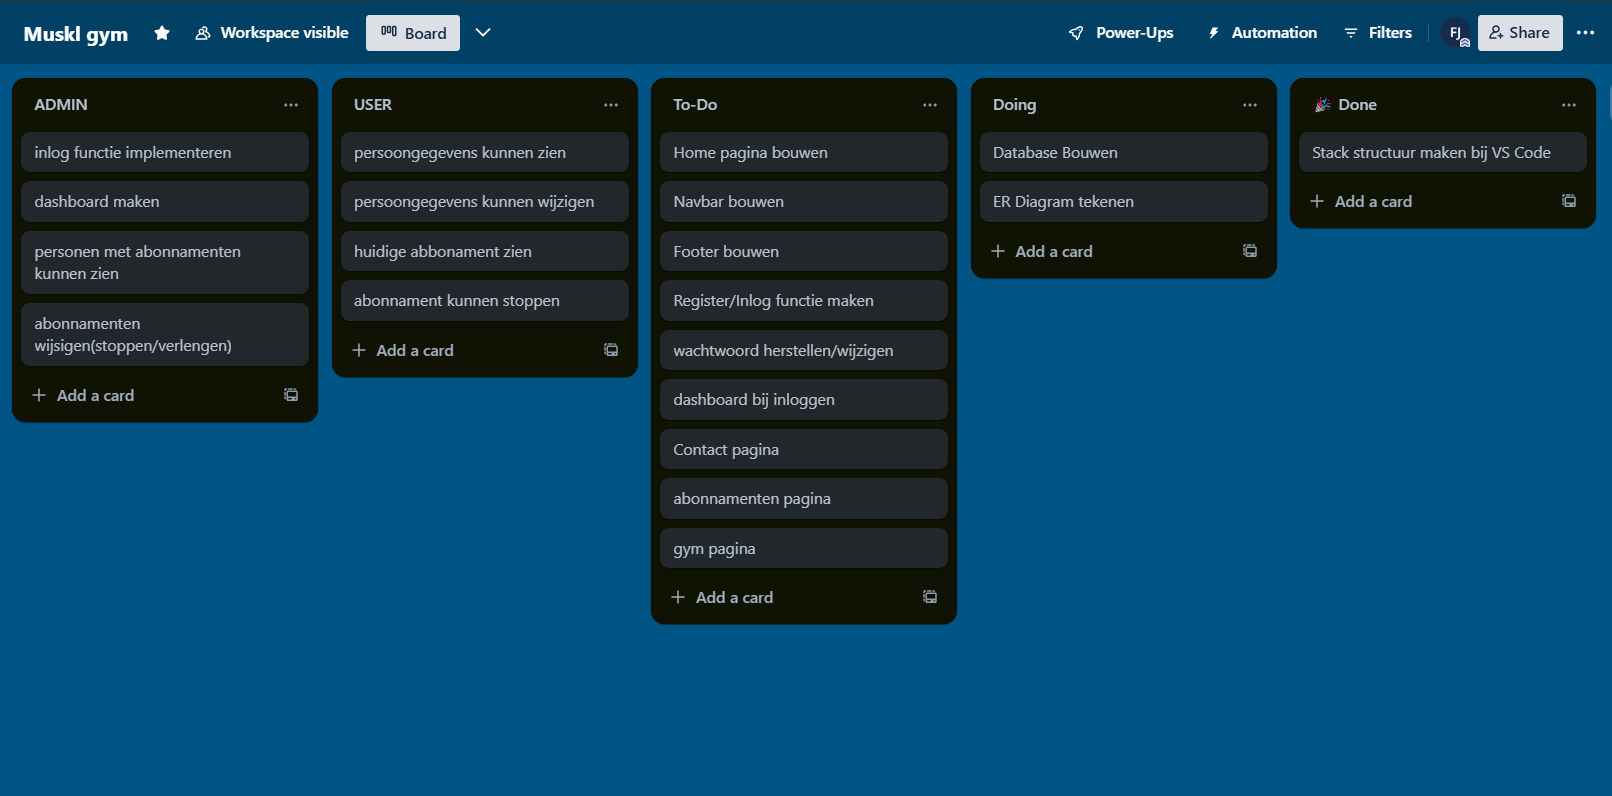 Muskl gym
Workspace visible
Board
Power-Ups
Automation
Filters
FJ
Share
ADMIN
inlog functie implementeren
dashboard maken
personen met abonnamenten
kunnen zien
abonnamenten
wijsigen(stoppen/verlengen)
Add a card
USER
persoongegevens kunnen zien
persoongegevens kunnen wijzigen
huidige abbonament zien
abonnament kunnen stoppen
Add a card
To-Do
Home pagina bouwen
Navbar bouwen
Footer bouwen
Register/Inlog functie maken
wachtwoord herstellen/wijzigen
dashboard bij inloggen
Contact pagina
abonnamenten pagina
gym pagina
Add a card
Doing
Database Bouwen
ER Diagram tekenen
Add a card
🎉 Done
Stack structuur maken bij VS Code
Add a card